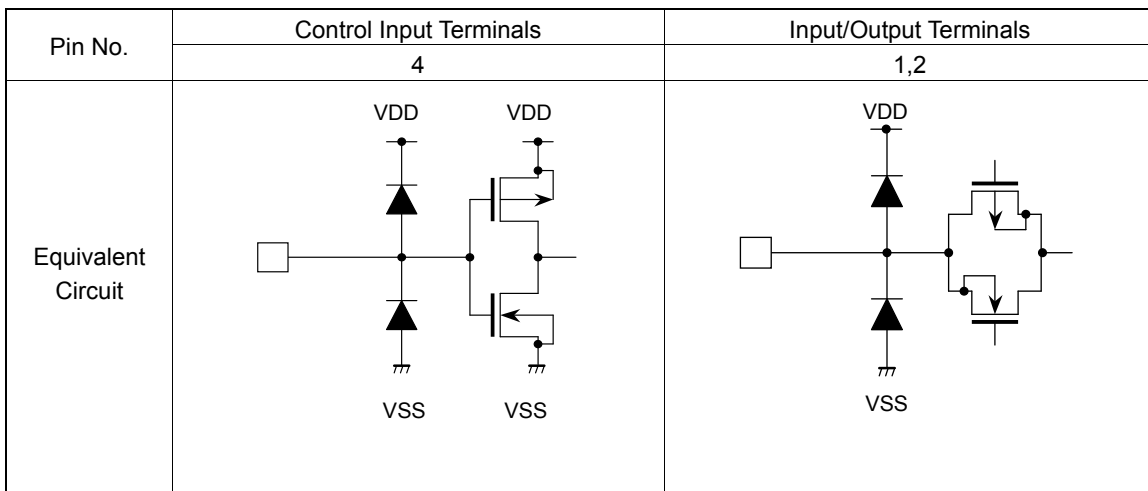 Pin No.
Control Input Terminals
Input/Output Terminals
4
1,2
Equivalent
Circuit
VDD
VDD
VSS
VSS
VDD
VSS